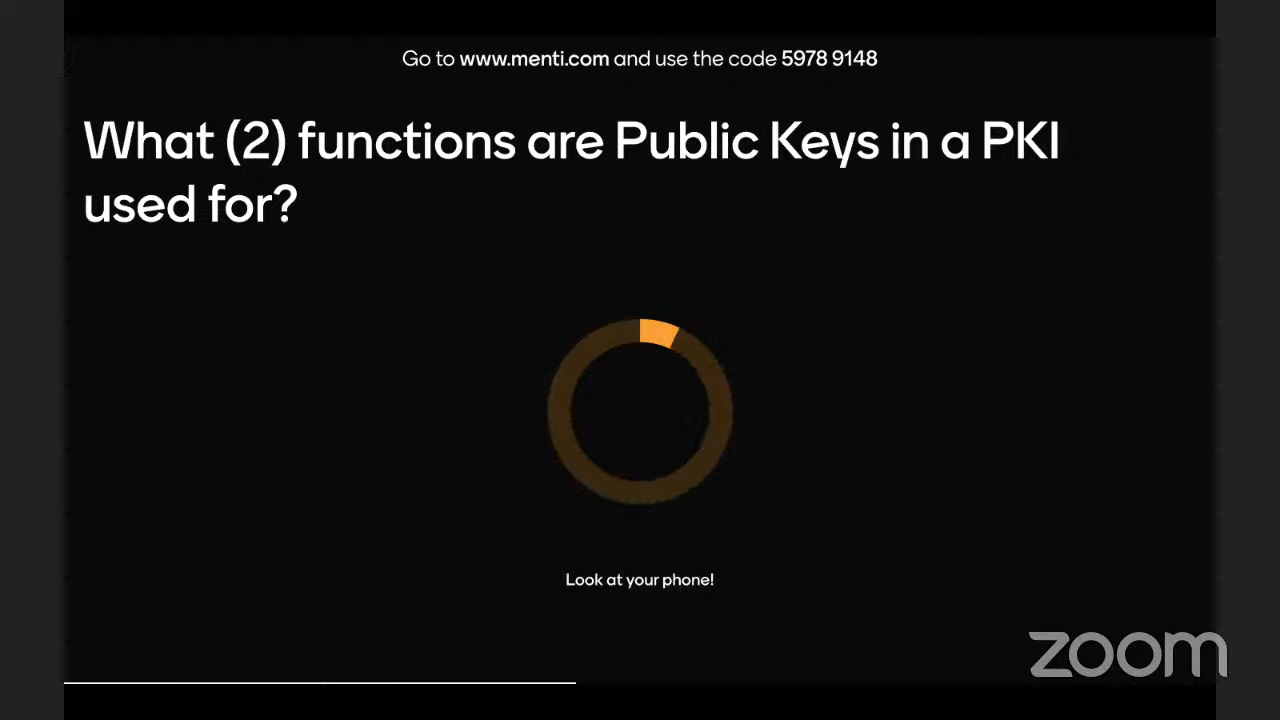 Go to www.menti.com and use the code 5978 9148
What (2) functions are Public Keys in a PKI
used for?
Look at your phone!
zoom